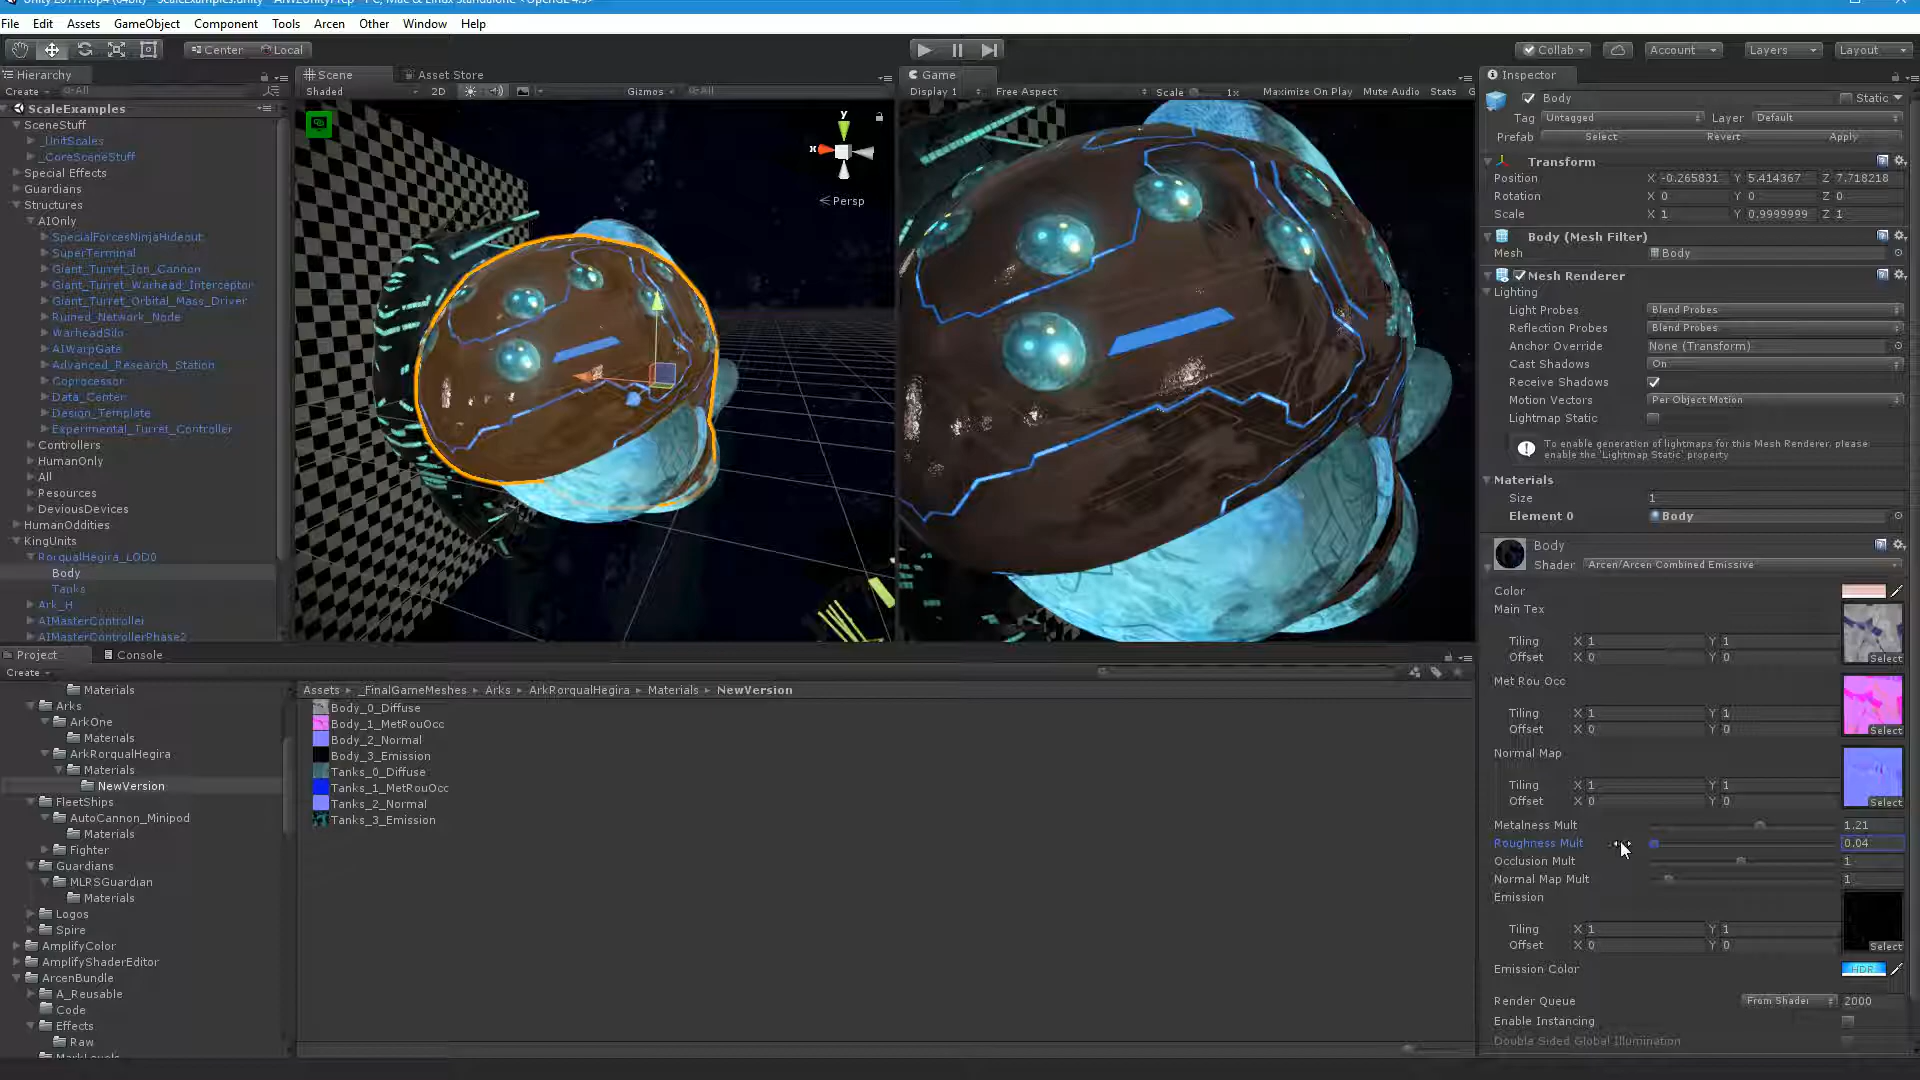 File Edit Assets GameObject Component Tools Arcen Other Window Help
Center Local
Collab Account Layers Layout
Hierarchy
Create All
ScaleExamples
SceneStuff
_UnitScales
_CoreSceneStuff
Special Effects
Guardians
Structures
AIOnly
SpecialForcesNinjaHideout
SuperTerminal
Giant_Turret_Ion_Cannon
Giant_Turret_Warhead_Interceptor
Giant_Turret_Orbital_Mass_Driver
Ruined_Network_Node
WarheadSilo
AIWarpGate
Advanced_Research_Station
Coprocessor
Data_Center
Design_Template
Experimental_Turret_Controller
Controllers
HumanOnly
All
Resources
DeviousDevices
HumanOddities
KingUnits
RorqualHegira_LOD0
Body
Tanks
Ark_H
AIMasterController
AIMasterControllerPhase2
Scene Asset Store
Shaded 2D Gizmos All
y
x
Persp
Game
Display 1 Free Aspect Scale 1x Maximize On Play Mute Audio Stats G
Inspector
Body Static
Tag Untagged Layer Default
Prefab Select Revert Apply
Transform
Position X -0.265831 Y 5.414367 Z 7.718218
Rotation X 0 Y 0 Z 0
Scale X 1 Y 0.9999999 Z 1
Body (Mesh Filter)
Mesh Body
Mesh Renderer
Lighting
Light Probes Blend Probes
Reflection Probes Blend Probes
Anchor Override None (Transform)
Cast Shadows On
Receive Shadows
Motion Vectors Per Object Motion
Lightmap Static
To enable generation of lightmaps for this Mesh Renderer, please
enable the 'Lightmap Static' property
Materials
Size 1
Element 0 Body
Body
Shader Arcen/Arcen Combined Emissive
Color
Main Tex
Tiling X 1 Y 1
Offset X 0 Y 0 Select
Met Rou Occ
Tiling X 1 Y 1
Offset X 0 Y 0 Select
Normal Map
Tiling X 1 Y 1
Offset X 0 Y 0 Select
Metalness Mult 1.21
Roughness Mult 0.04
Occlusion Mult 1
Normal Map Mult 1
Emission
Tiling X 1 Y 1
Offset X 0 Y 0 Select
Emission Color HDR
Render Queue From Shader 2000
Enable Instancing
Double Sided Global Illumination
Project Console
Create
Materials
Arks
ArkOne
Materials
ArkRorqualHegira
Materials
NewVersion
FleetShips
AutoCannon_Minipod
Materials
Fighter
Guardians
MLRSGuardian
Materials
Logos
Spire
AmplifyColor
AmplifyShaderEditor
ArcenBundle
A_Reusable
Code
Effects
Raw
Assets _FinalGameMeshes Arks ArkRorqualHegira Materials NewVersion
Body_0_Diffuse
Body_1_MetRouOcc
Body_2_Normal
Body_3_Emission
Tanks_0_Diffuse
Tanks_1_MetRouOcc
Tanks_2_Normal
Tanks_3_Emission